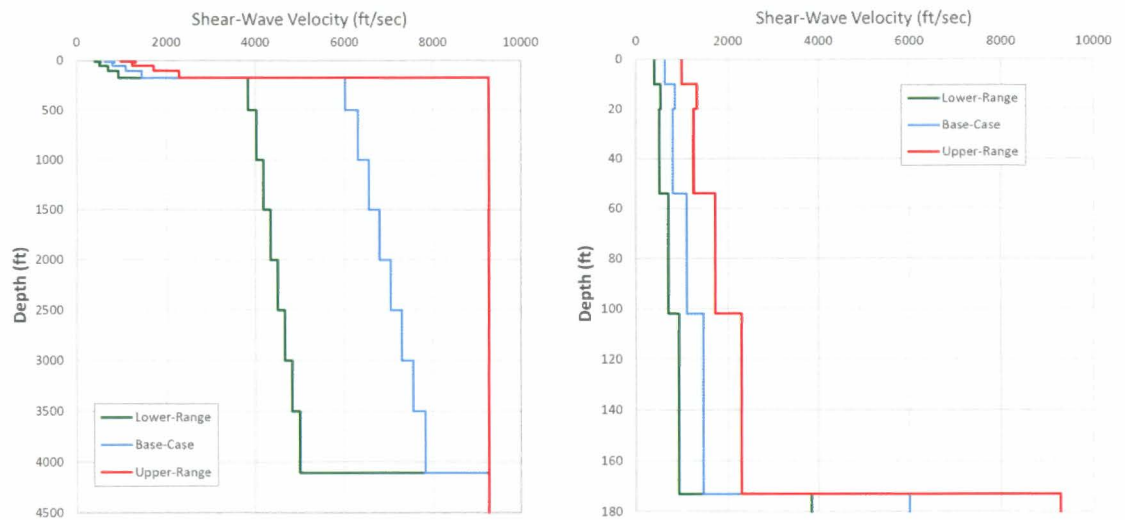 Shear-Wave Velocity (ft/sec)
0 2000 4000 6000 8000 10000
0
500
1000
1500
2000
2500
3000
3500
4000
4500
Depth (ft)
Lower-Range
Base-Case
Upper-Range
Shear-Wave Velocity (ft/sec)
0 2000 4000 6000 8000 10000
0
20
40
60
80
100
120
140
160
180
Depth (ft)
Lower-Range
Base-Case
Upper-Range